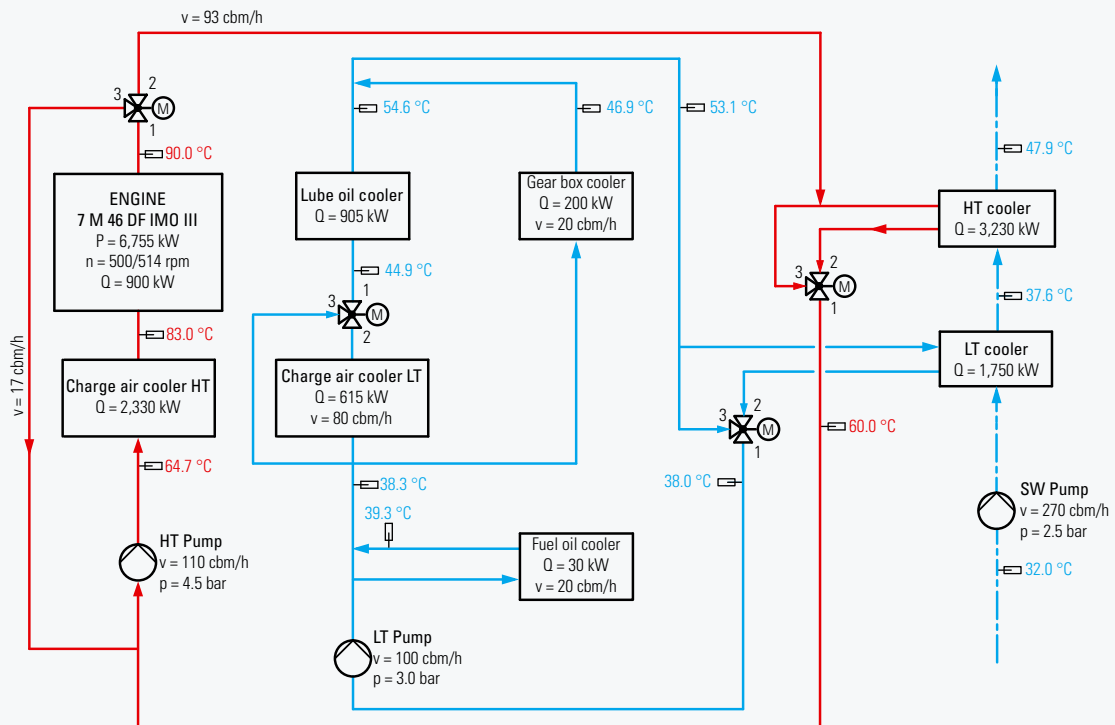 v = 93 cbm/h
3
2
M
1
90.0 °C
v = 17 cbm/h
ENGINE
7 M 46 DF IMO III
P = 6,755 kW
n = 500/514 rpm
Q = 900 kW
83.0 °C
Charge air cooler HT
Q = 2,330 kW
64.7 °C
HT Pump
v = 110 cbm/h
p = 4.5 bar
54.6 °C
46.9 °C
53.1 °C
Lube oil cooler
Q = 905 kW
Gear box cooler
Q = 200 kW
v = 20 cbm/h
44.9 °C
3
1
M
2
Charge air cooler LT
Q = 615 kW
v = 80 cbm/h
38.3 °C
39.3 °C
Fuel oil cooler
Q = 30 kW
v = 20 cbm/h
LT Pump
v = 100 cbm/h
p = 3.0 bar
47.9 °C
HT cooler
Q = 3,230 kW
3
2
M
1
37.6 °C
LT cooler
Q = 1,750 kW
3
2
M
1
60.0 °C
38.0 °C
SW Pump
v = 270 cbm/h
p = 2.5 bar
32.0 °C